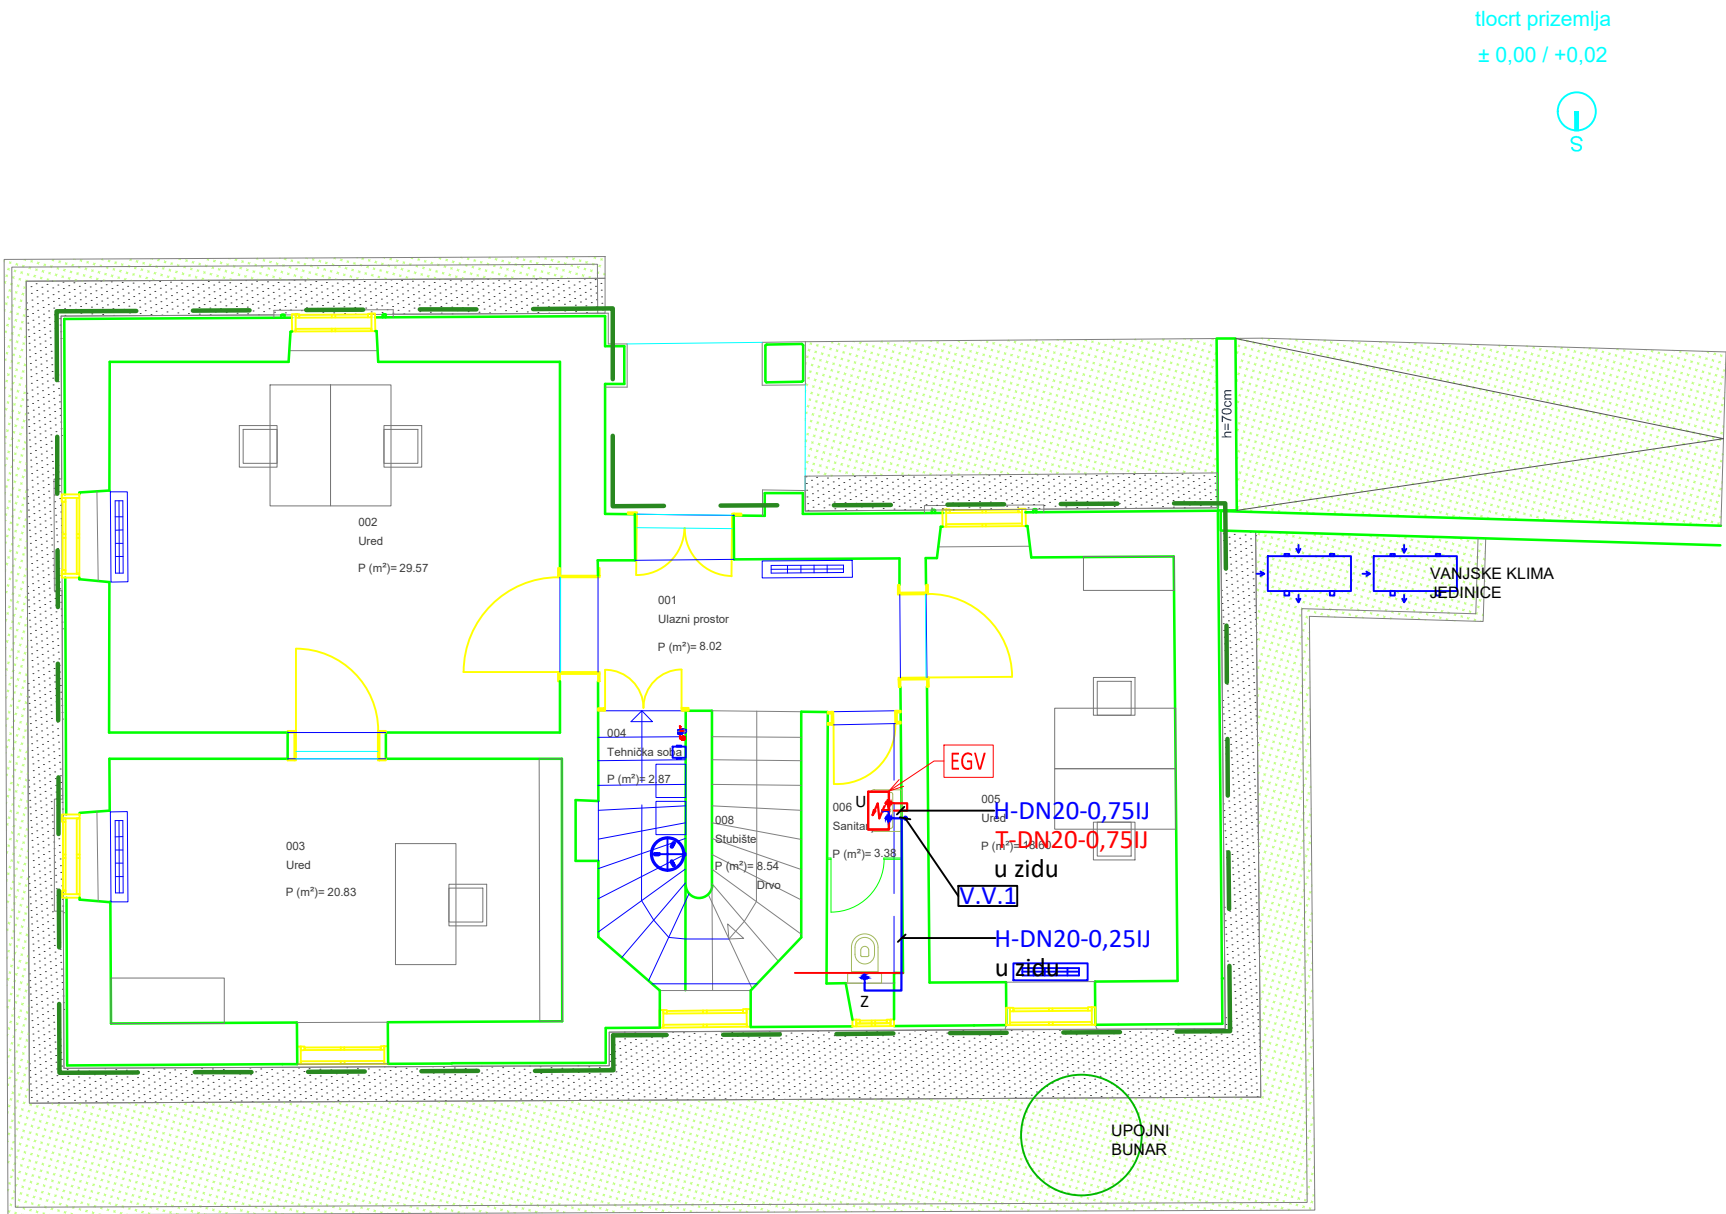 tlocrt prizemlja
± 0,00 / +0,02
S
h=70cm
002
Ured
P (m²)= 29.57
VANJSKE KLIMA
JEDINICE
001
Ulazni prostor
P (m²)= 8.02
004
Tehnička soba
P (m²)= 2.87
EGV
U
006
Sanitar
P (m²)= 3.38
005
Ured
P (m²)=
H-DN20-0,75IJ
T-DN20-0,75IJ
u zidu
008
Stubište
P (m²)= 8.54
Drvo
003
Ured
P (m²)= 20.83
V.V.1
H-DN20-0,25IJ
u zidu
Z
UPOJNI
BUNAR